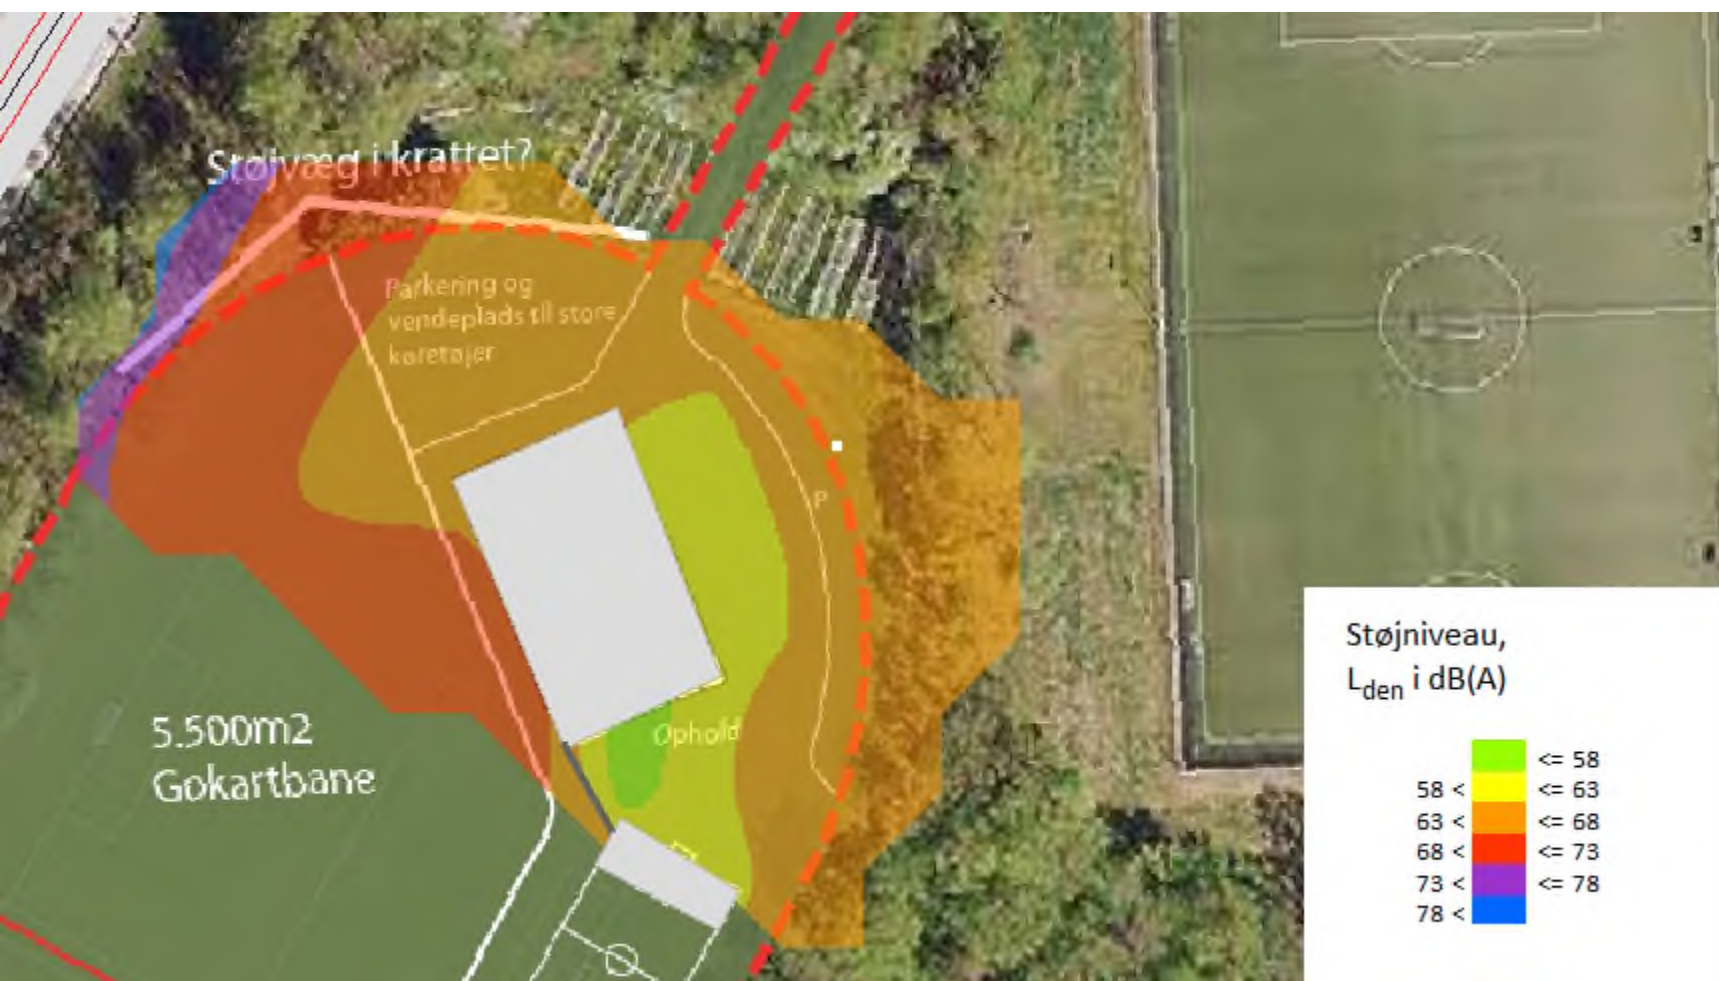 Støjvæg i krattet?
Parkering og
vendeplads til store
køretøjer
P
Ophold
5.500m2
Gokartbane
Støjniveau,
Lden i dB(A)
<= 58
58 < <= 63
63 < <= 68
68 < <= 73
73 < <= 78
78 <